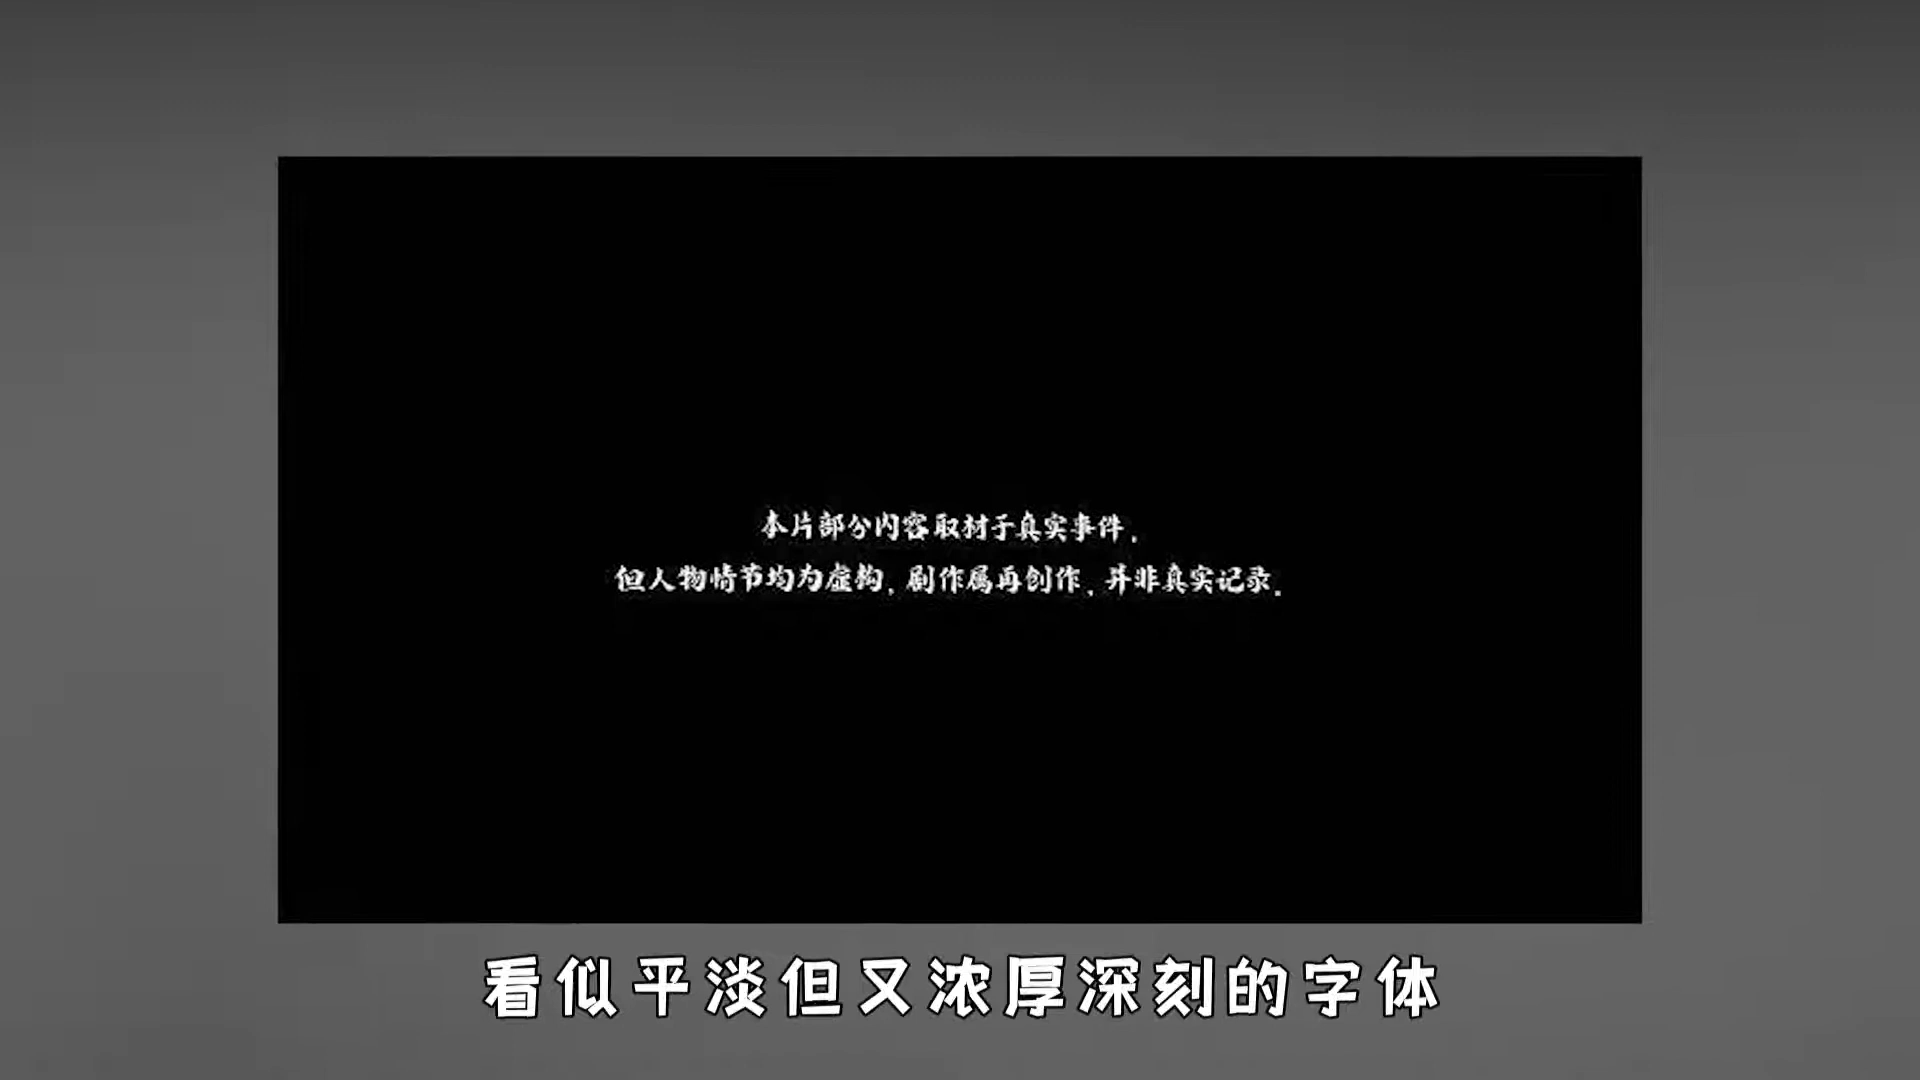 本片部分内容取材于真实事件，
但人物情节均为虚构，剧作属再创作，并非真实记录。
看似平淡但又浓厚深刻的字体